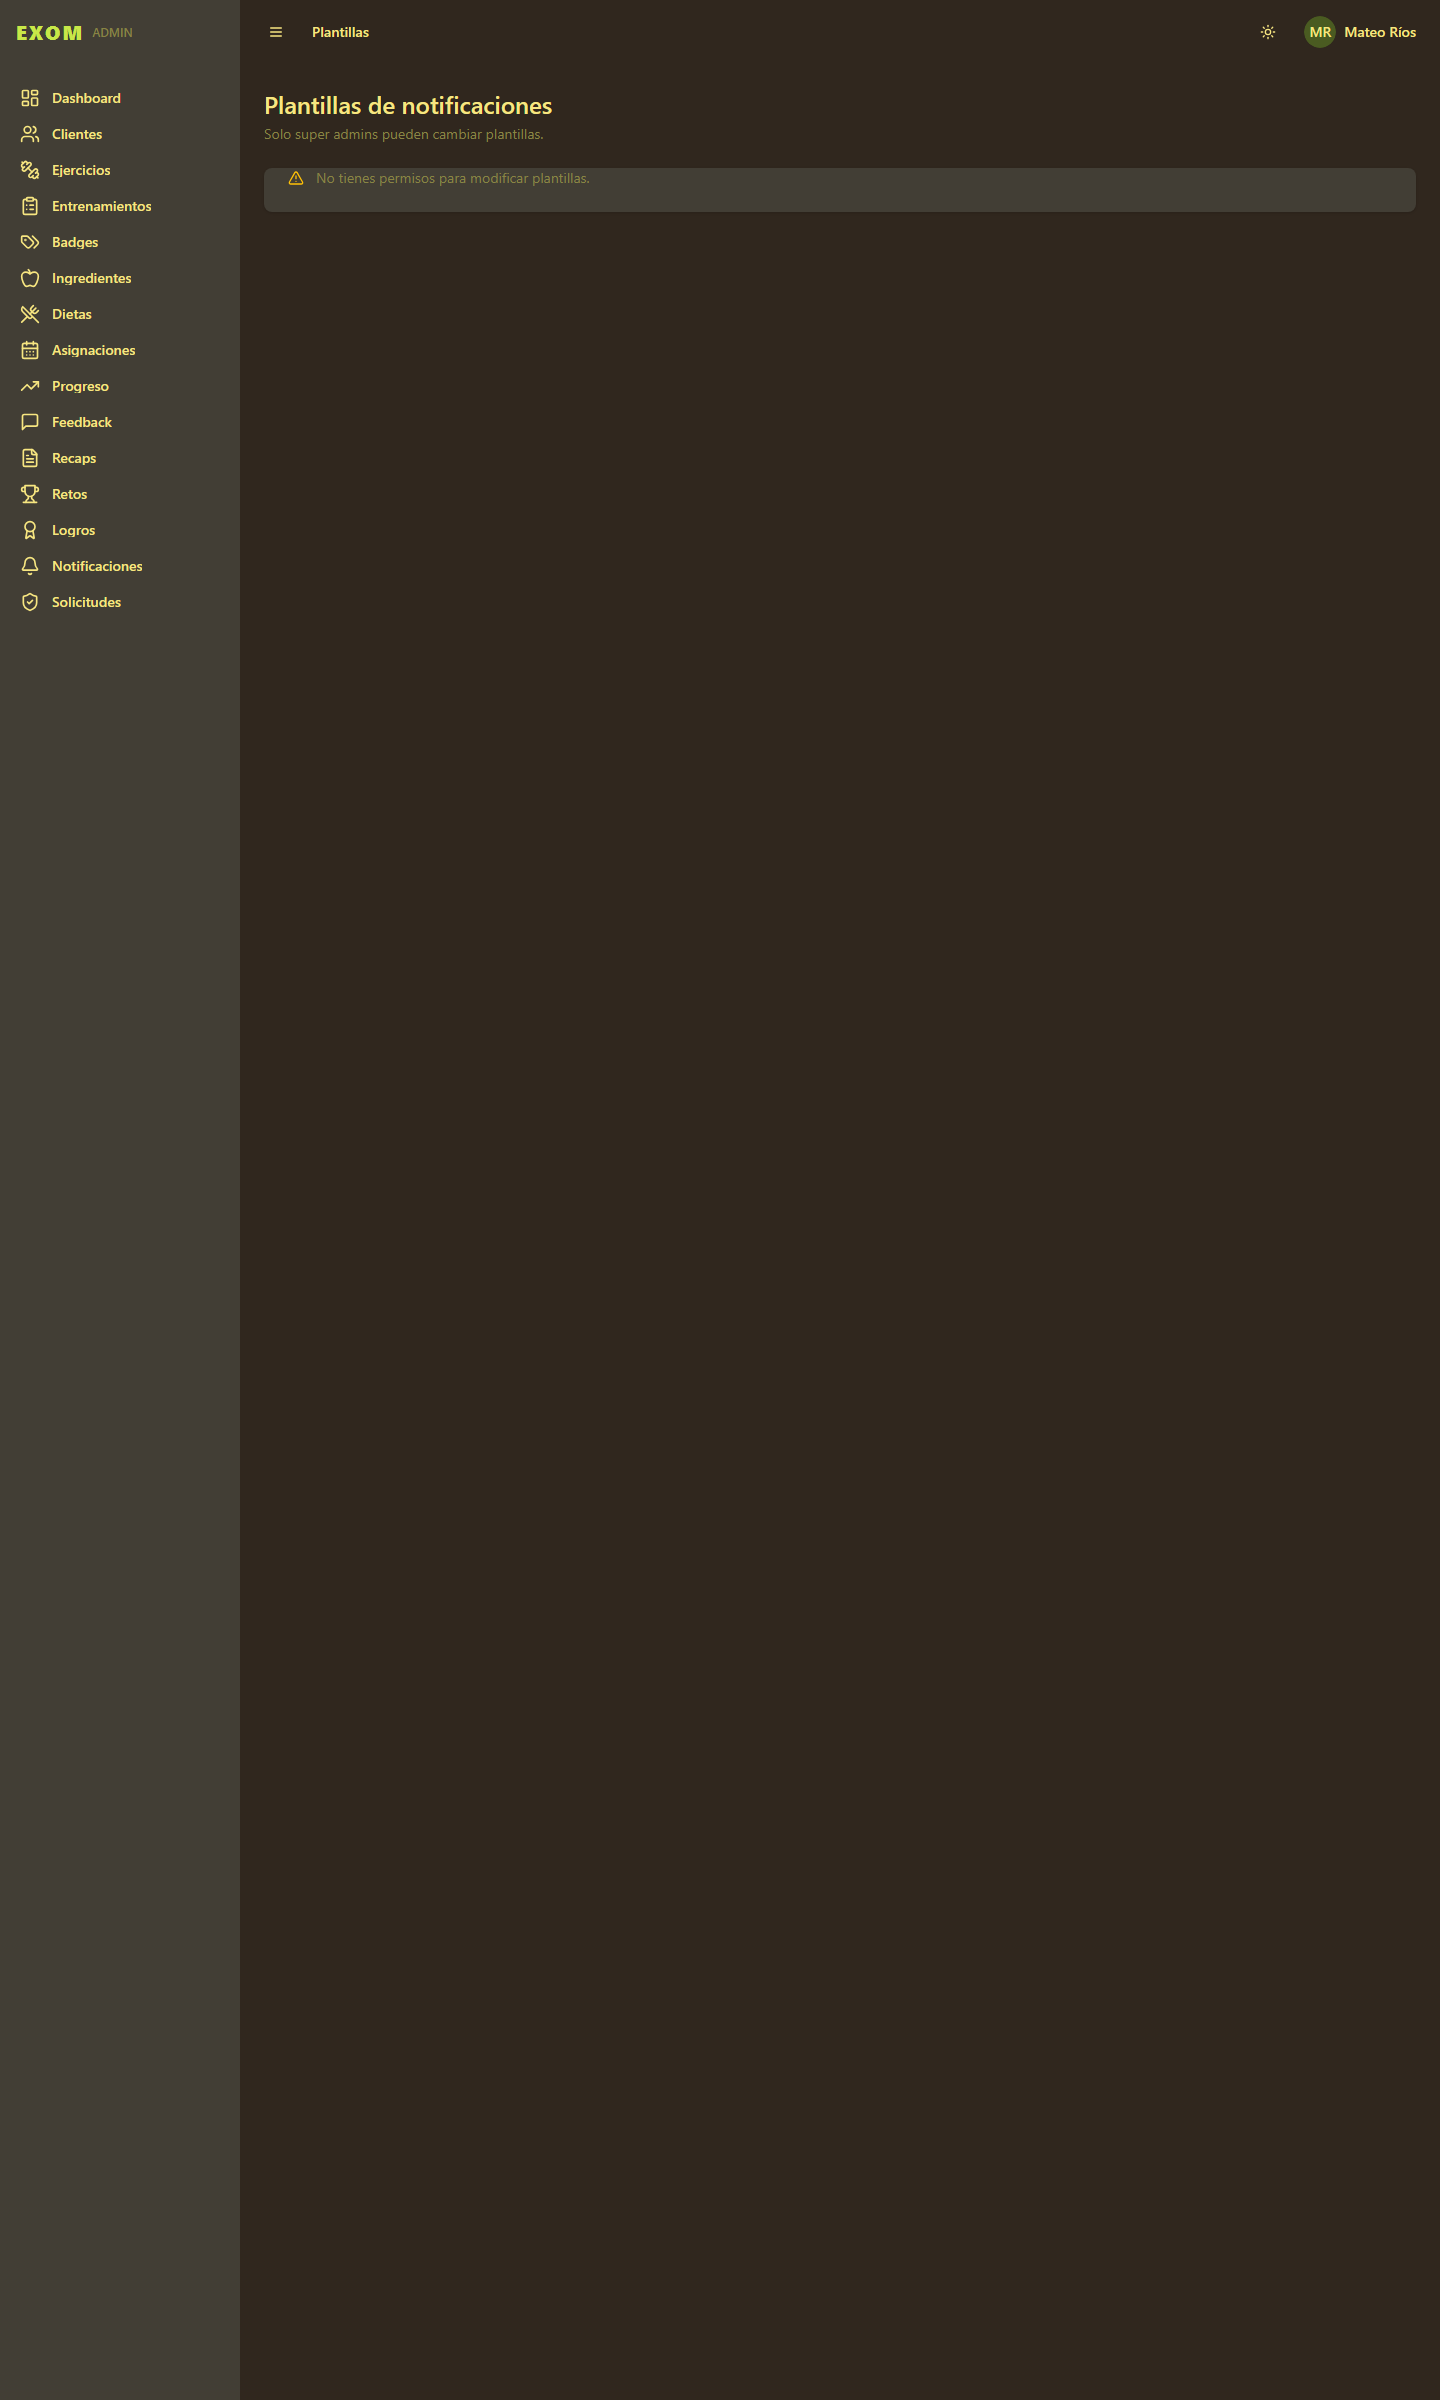 EXOM ADMIN
Dashboard
Clientes
Ejercicios
Entrenamientos
Badges
Ingredientes
Dietas
Asignaciones
Progreso
Feedback
Recaps
Retos
Logros
Notificaciones
Solicitudes
Plantillas
MR Mateo Ríos
Plantillas de notificaciones
Solo super admins pueden cambiar plantillas.
No tienes permisos para modificar plantillas.